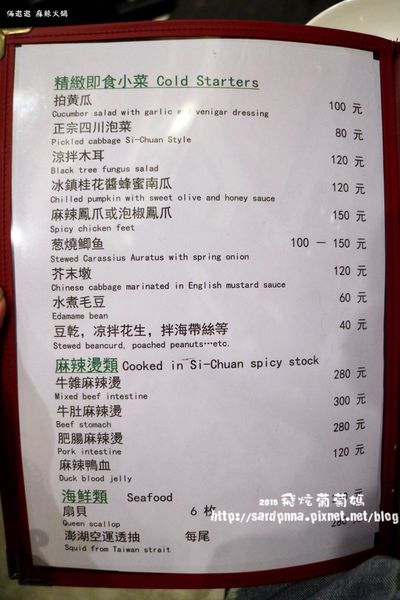 倆遊遊 麻辣火鍋
精緻即食小菜 Cold Starters
拍黄瓜 100 元
Cucumber salad with garlic and venigar dressing
正宗四川泡菜 80 元
Pickled cabbage Si-Chuan Style
涼拌木耳 120 元
Black tree fungus salad
冰鎮桂花醬蜂蜜南瓜 120 元
Chilled pumpkin with sweet olive and honey sauce
麻辣鳳爪或泡椒鳳爪 150 元
Spicy chicken feet
葱燒鯽鱼 100 － 150 元
Stewed Carassius Auratus with spring onion
芥末墩 120 元
Chinese cabbage marinated in English mustard sauce
水煮毛豆 60 元
Edamame bean
豆乾，凉拌花生，拌海帶絲等 40 元
Stewed beancurd, poached peanuts…etc.
麻辣燙類 Cooked in Si-Chuan spicy stock
牛雜麻辣燙 280 元
Mixed beef intestine
牛肚麻辣燙 300 元
Beef stomach
肥腸麻辣燙 280 元
Pork intestine
麻辣鴨血 120 元
Duck blood jelly
海鮮類 Seafood
扇貝 6 枚
Queen scallop
澎湖空運透抽 每尾
Squid from Taiwan strait
2015 飛炫葡萄媽
http://sardpnna.pixnet.net/blog